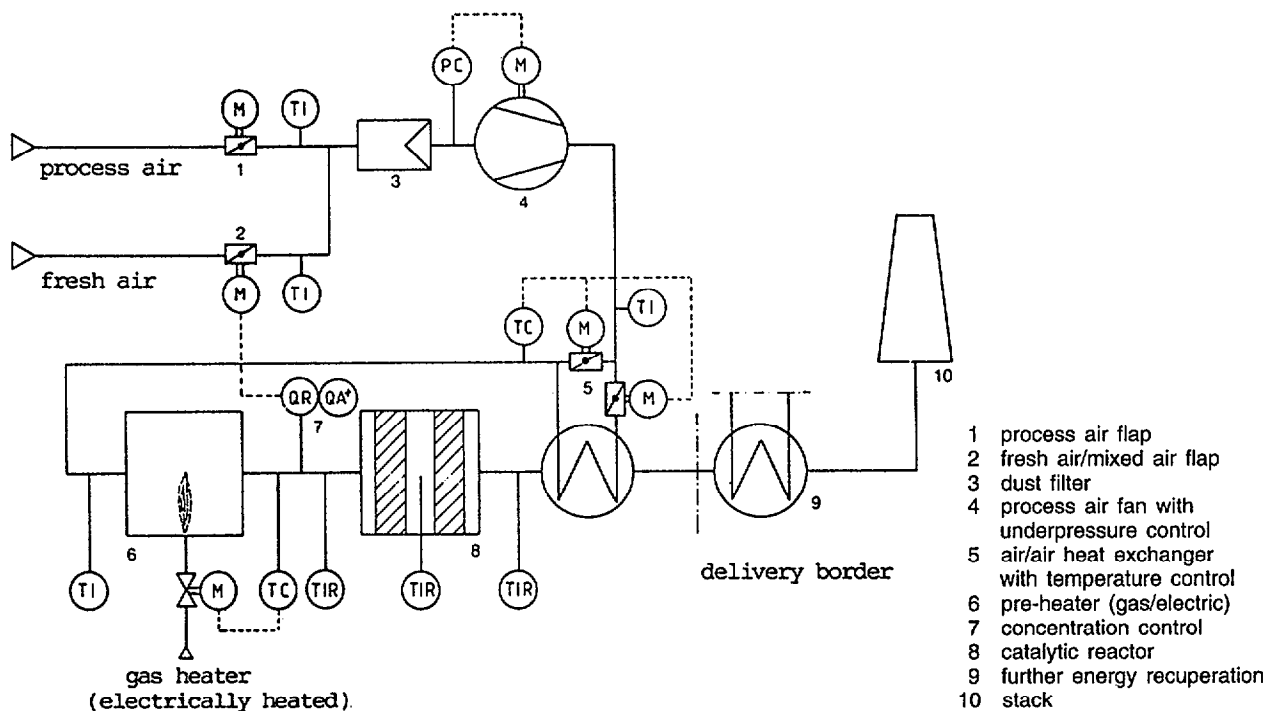 PC
M
M
TI
process air
1
3
4
2
fresh air
M
TI
TC
M
TI
5
M
10
QR
QA+
7
6
8
9
TI
M
TC
TIR
TIR
TIR
delivery border
gas heater
(electrically heated).
1 process air flap
2 fresh air/mixed air flap
3 dust filter
4 process air fan with
underpressure control
5 air/air heat exchanger
with temperature control
6 pre-heater (gas/electric)
7 concentration control
8 catalytic reactor
9 further energy recuperation
10 stack